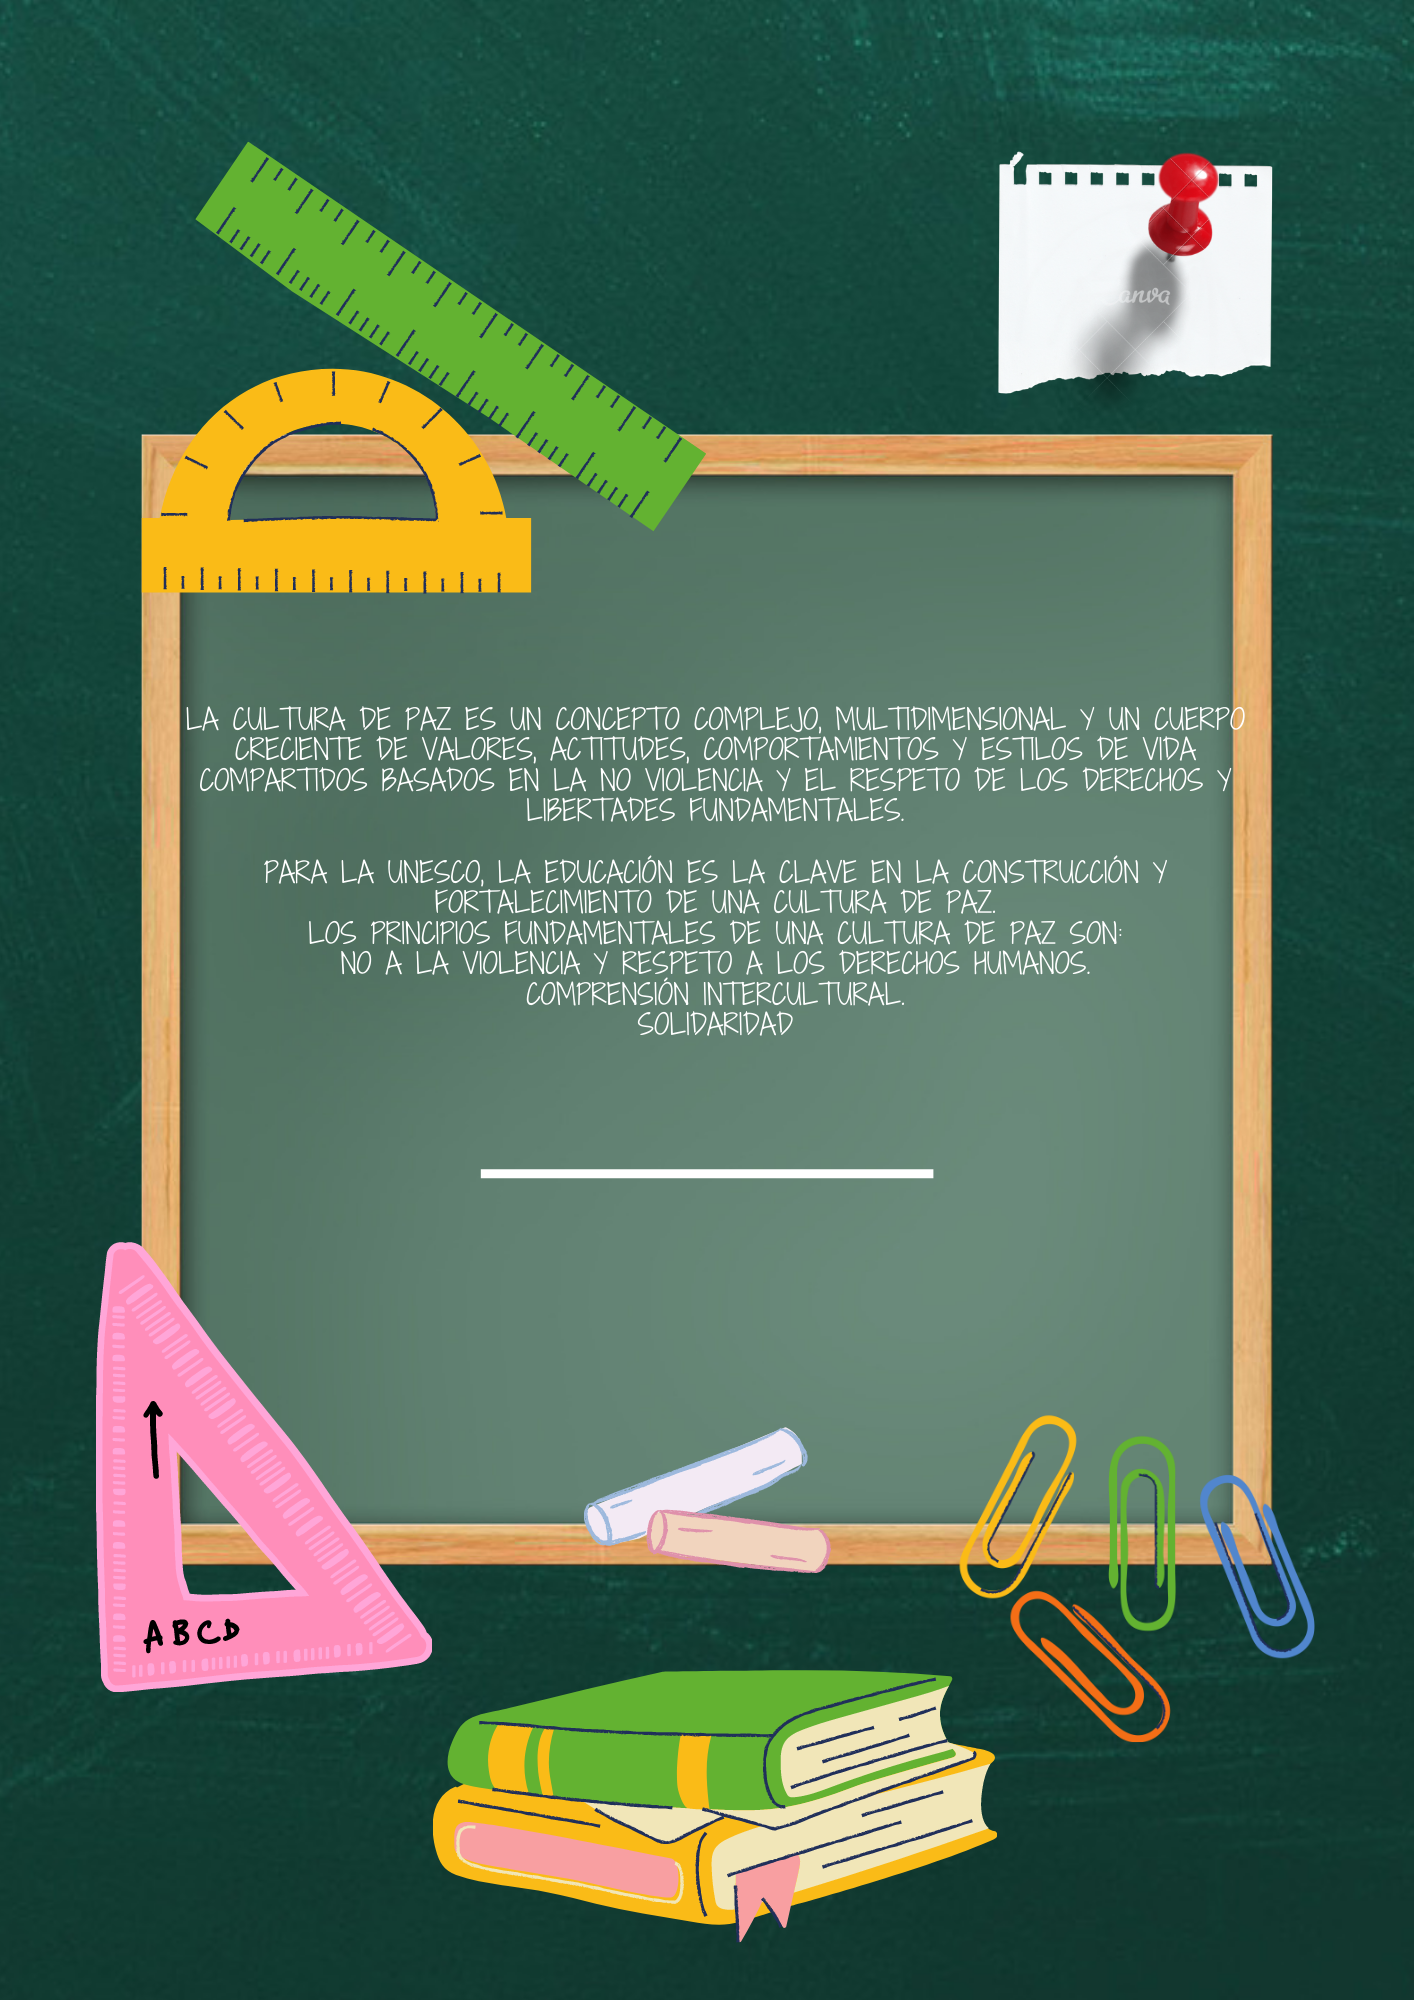 LA CULTURA DE PAZ ES UN CONCEPTO COMPLEJO, MULTIDIMENSIONAL Y UN CUERPO
CRECIENTE DE VALORES, ACTITUDES, COMPORTAMIENTOS Y ESTILOS DE VIDA
COMPARTIDOS BASADOS EN LA NO VIOLENCIA Y EL RESPETO DE LOS DERECHOS Y
LIBERTADES FUNDAMENTALES.
PARA LA UNESCO, LA EDUCACIÓN ES LA CLAVE EN LA CONSTRUCCIÓN Y
FORTALECIMIENTO DE UNA CULTURA DE PAZ.
LOS PRINCIPIOS FUNDAMENTALES DE UNA CULTURA DE PAZ SON:
NO A LA VIOLENCIA Y RESPETO A LOS DERECHOS HUMANOS.
COMPRENSIÓN INTERCULTURAL.
SOLIDARIDAD
ABCD